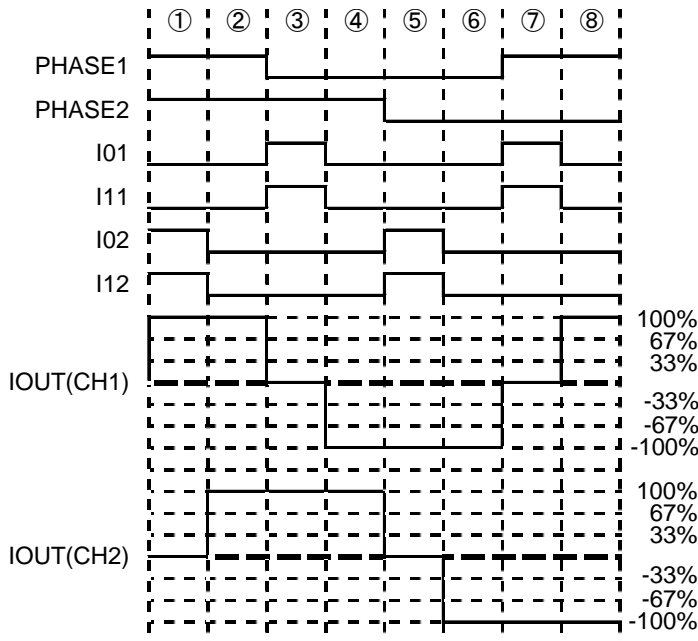 ① ② ③ ④ ⑤ ⑥ ⑦ ⑧
PHASE1
PHASE2
I01
I11
I02
I12
100%
67%
33%
IOUT(CH1)
-33%
-67%
-100%
100%
67%
33%
IOUT(CH2)
-33%
-67%
-100%